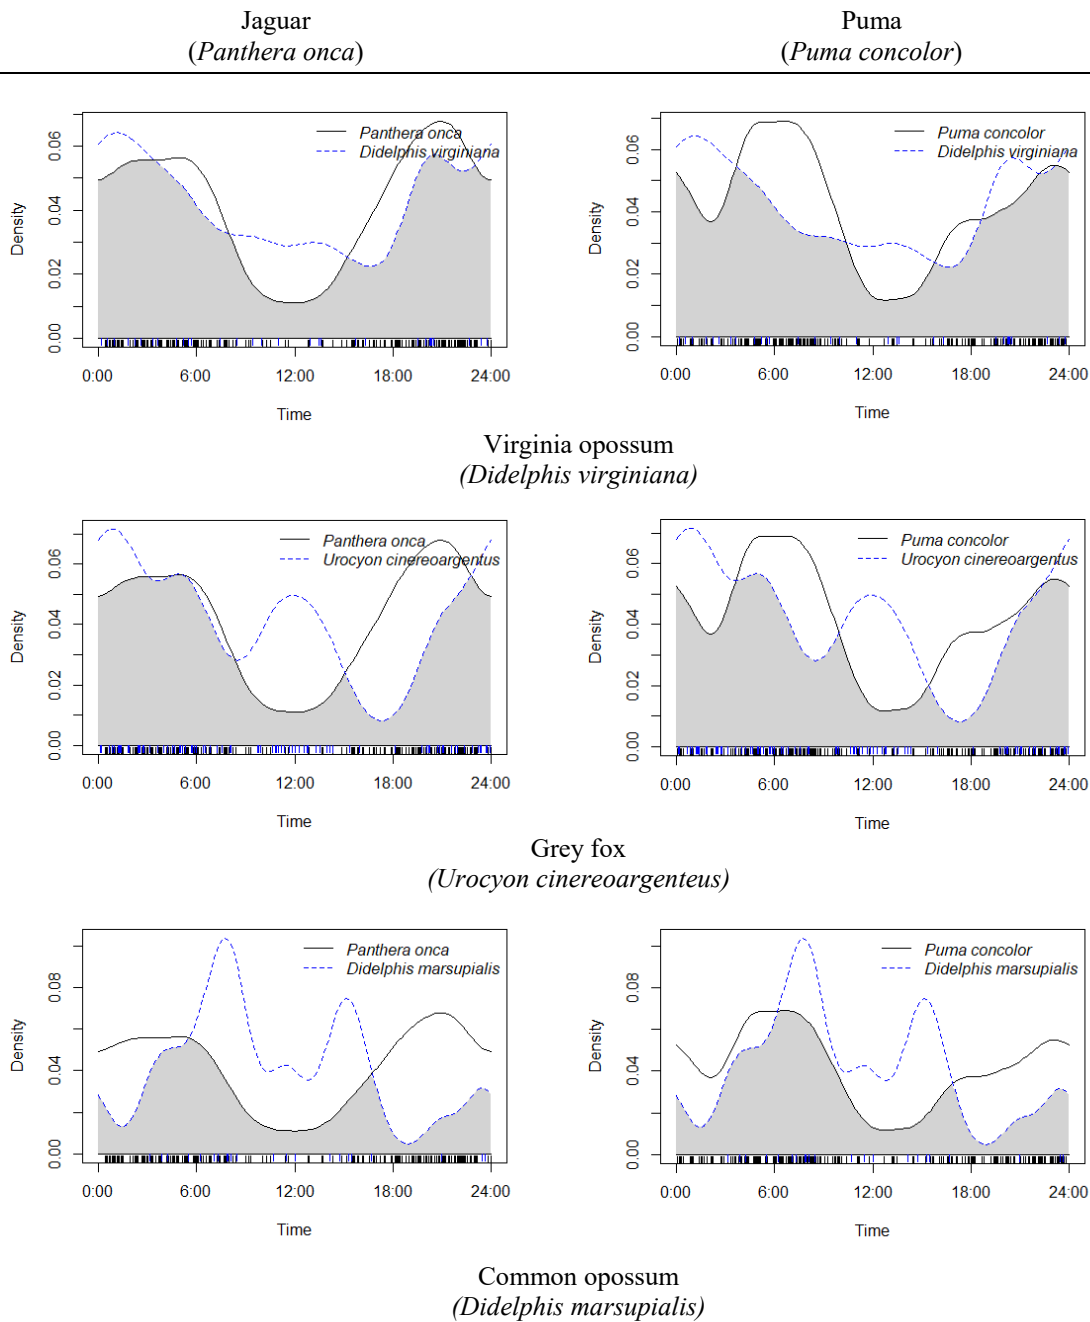 Jaguar
(Panthera onca)
Puma
(Puma concolor)
Panthera onca
Didelphis virginiana
Density
0.00
0.02
0.04
0.06
0:00 6:00 12:00 18:00 24:00
Time
Puma concolor
Didelphis virginiana
Density
0.00
0.02
0.04
0.06
0:00 6:00 12:00 18:00 24:00
Time
Virginia opossum
(Didelphis virginiana)
Panthera onca
Urocyon cinereoargentus
Density
0.00
0.02
0.04
0.06
0:00 6:00 12:00 18:00 24:00
Time
Puma concolor
Urocyon cinereoargentus
Density
0.00
0.02
0.04
0.06
0:00 6:00 12:00 18:00 24:00
Time
Grey fox
(Urocyon cinereoargenteus)
Panthera onca
Didelphis marsupialis
Density
0.00
0.04
0.08
0:00 6:00 12:00 18:00 24:00
Time
Puma concolor
Didelphis marsupialis
Density
0.00
0.04
0.08
0:00 6:00 12:00 18:00 24:00
Time
Common opossum
(Didelphis marsupialis)